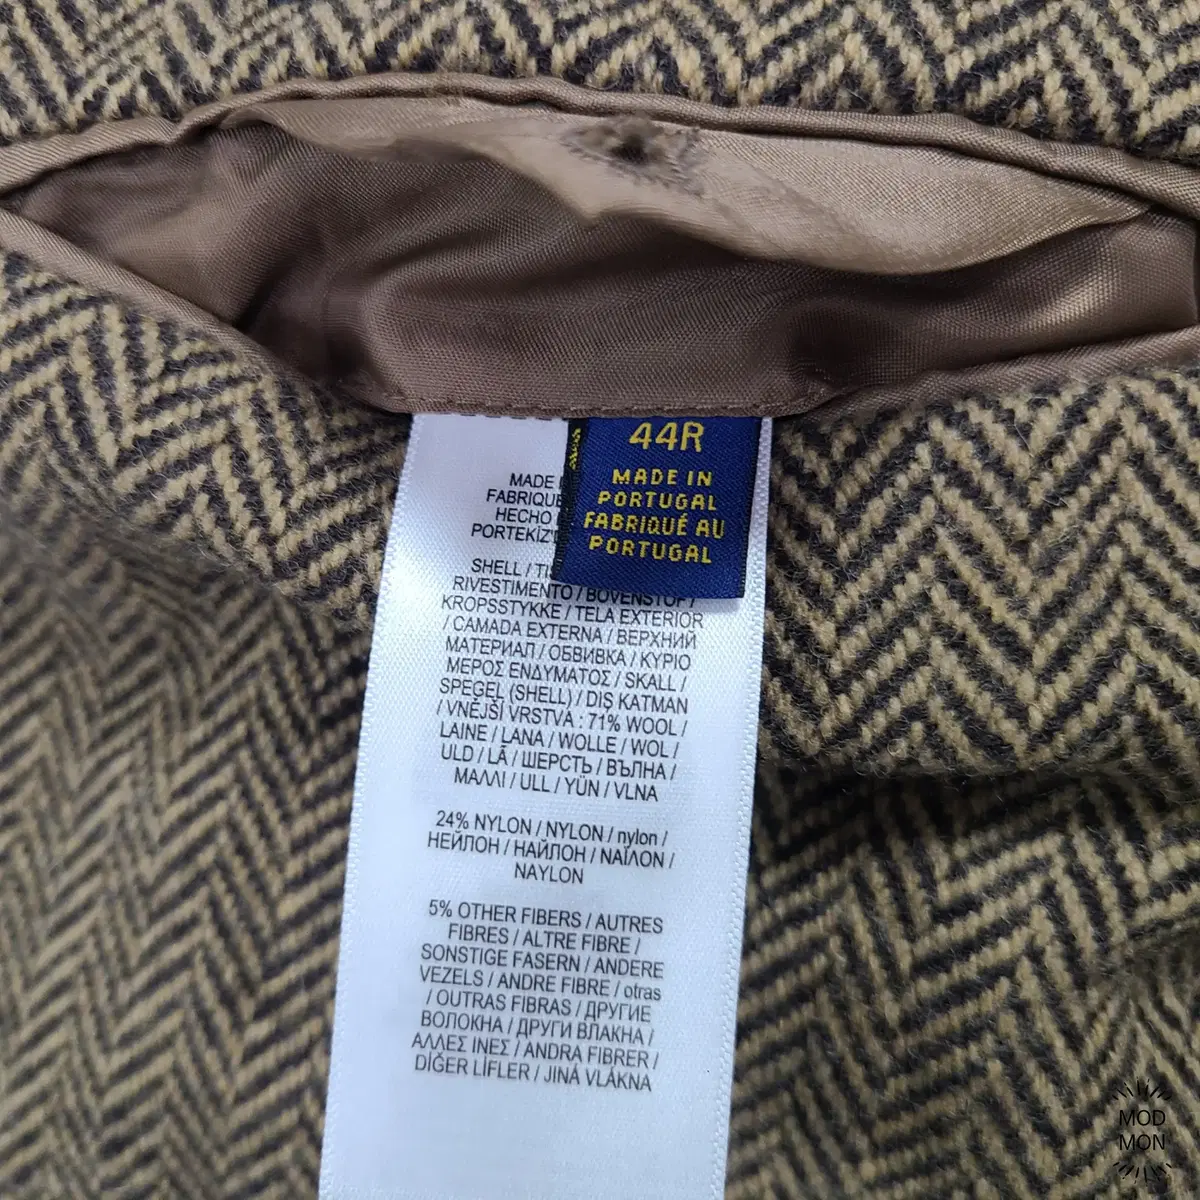 44R
MADE IN
PORTUGAL
FABRIQUÉ AU
PORTUGAL
MADE
FABRIQUÉ
HECHO
PORTEKİZ'
SHELL /
RIVESTIMENTO / BOVENSTOF /
KROPSSTYKKE / TELA EXTERIOR
/ CAMADA EXTERNA / ВЕРХНИЙ
МАТЕРИАЛ / ОБВИВКА / ΚΥΡΙΟ
ΜΕΡΟΣ ΕΝΔΥΜΑΤΟΣ / SKALL /
SPEGEL (SHELL) / DIŞ KATMAN
/ VNĚJŠÍ VRSTVA : 71% WOOL /
LAINE / LANA / WOLLE / WOL /
ULD / LÃ / ШЕРСТЬ / ВЪЛНА /
ΜΑΛΛΙ / ULL / YÜN / VLNA
24% NYLON / NYLON / nylon /
НЕЙЛОН / НАЙЛОН / ΝΑΪΛΟΝ /
NAYLON
5% OTHER FIBERS / AUTRES
FIBRES / ALTRE FIBRE /
SONSTIGE FASERN / ANDERE
VEZELS / ANDRE FIBRE / otras
/ OUTRAS FIBRAS / ДРУГИЕ
ВОЛОКНА / ДРУГИ ВЛАКНА /
ΑΛΛΕΣ ΙΝΕΣ / ANDRA FIBRER /
DİĞER LİFLER / JINÁ VLÁKNA
MOD
MON